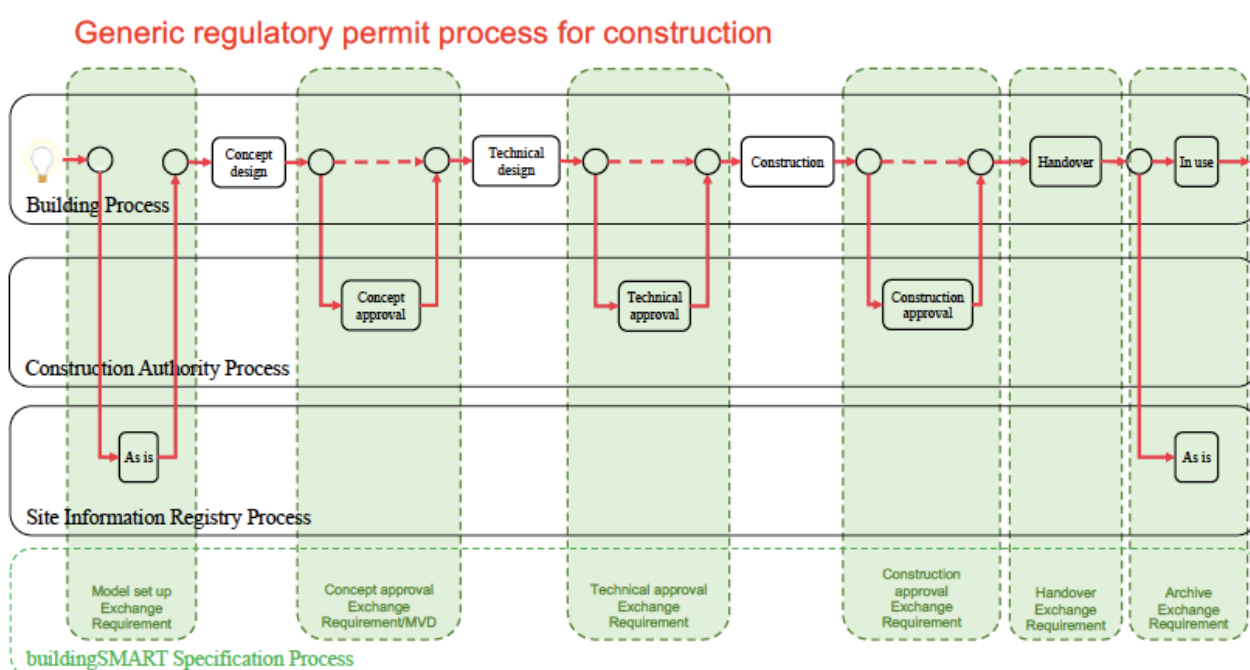 Generic regulatory permit process for construction
Concept
design
Technical
design
Construction
Handover
In use
Building Process
Concept
approval
Technical
approval
Construction
approval
Construction Authority Process
As is
As is
Site Information Registry Process
Model set up
Exchange
Requirement
Concept approval
Exchange
Requirement/MVD
Technical approval
Exchange
Requirement
Construction
approval
Exchange
Requirement
Handover
Exchange
Requirement
Archive
Exchange
Requirement
buildingSMART Specification Process